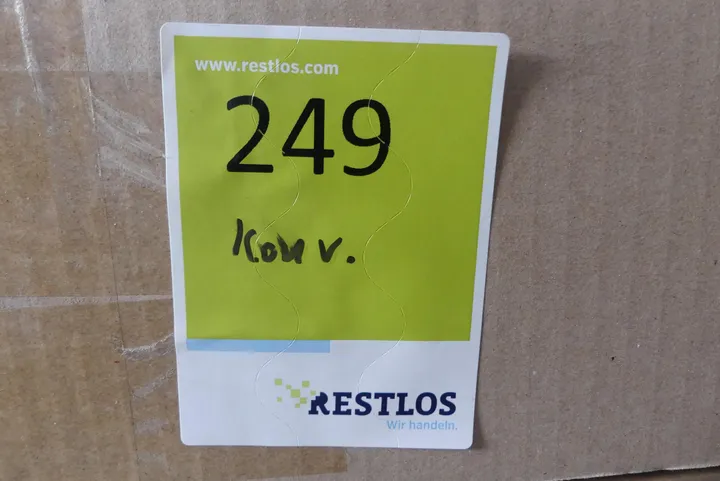 www.restlos.com
249
Konv.
RESTLOS
Wir handeln.